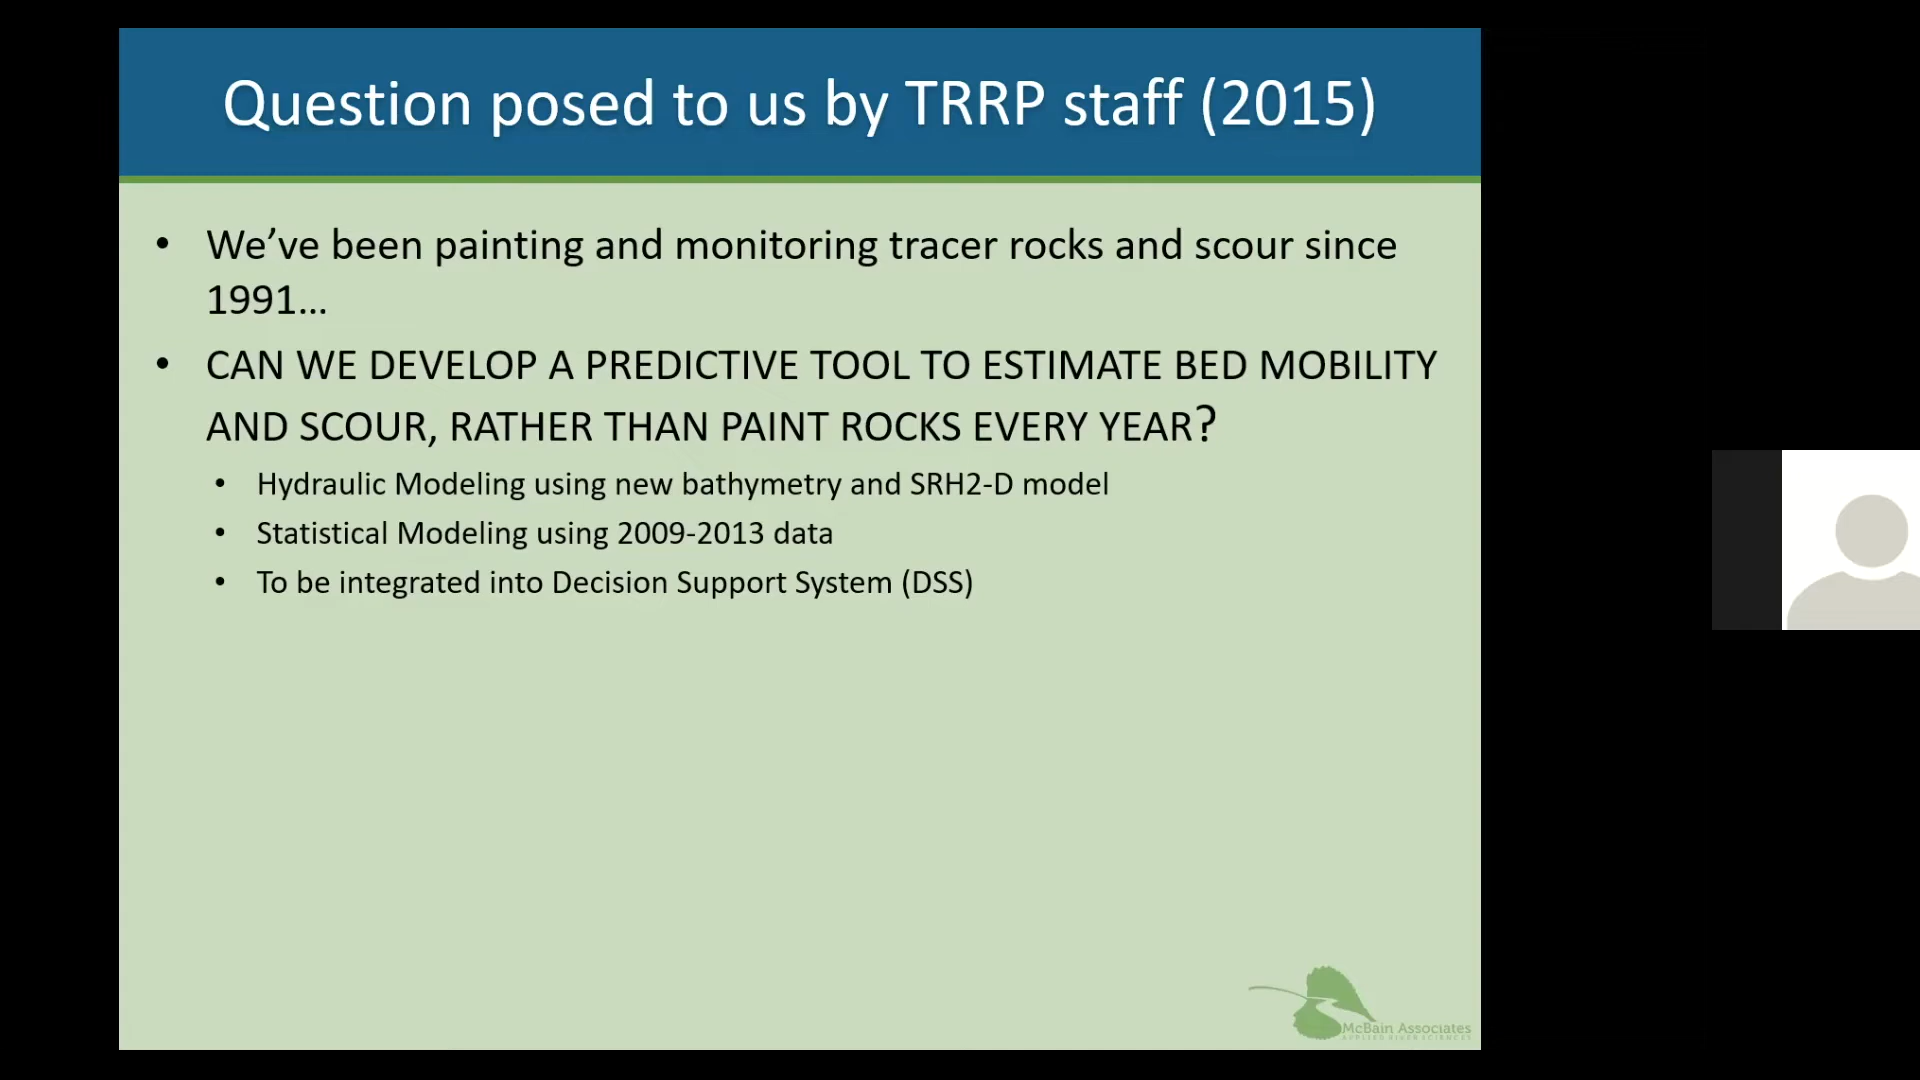 Question posed to us by TRRP staff (2015)
• We’ve been painting and monitoring tracer rocks and scour since
1991…
• CAN WE DEVELOP A PREDICTIVE TOOL TO ESTIMATE BED MOBILITY
AND SCOUR, RATHER THAN PAINT ROCKS EVERY YEAR?
• Hydraulic Modeling using new bathymetry and SRH2-D model
• Statistical Modeling using 2009-2013 data
• To be integrated into Decision Support System (DSS)
McBain Associates
APPLIED RIVER SCIENCES